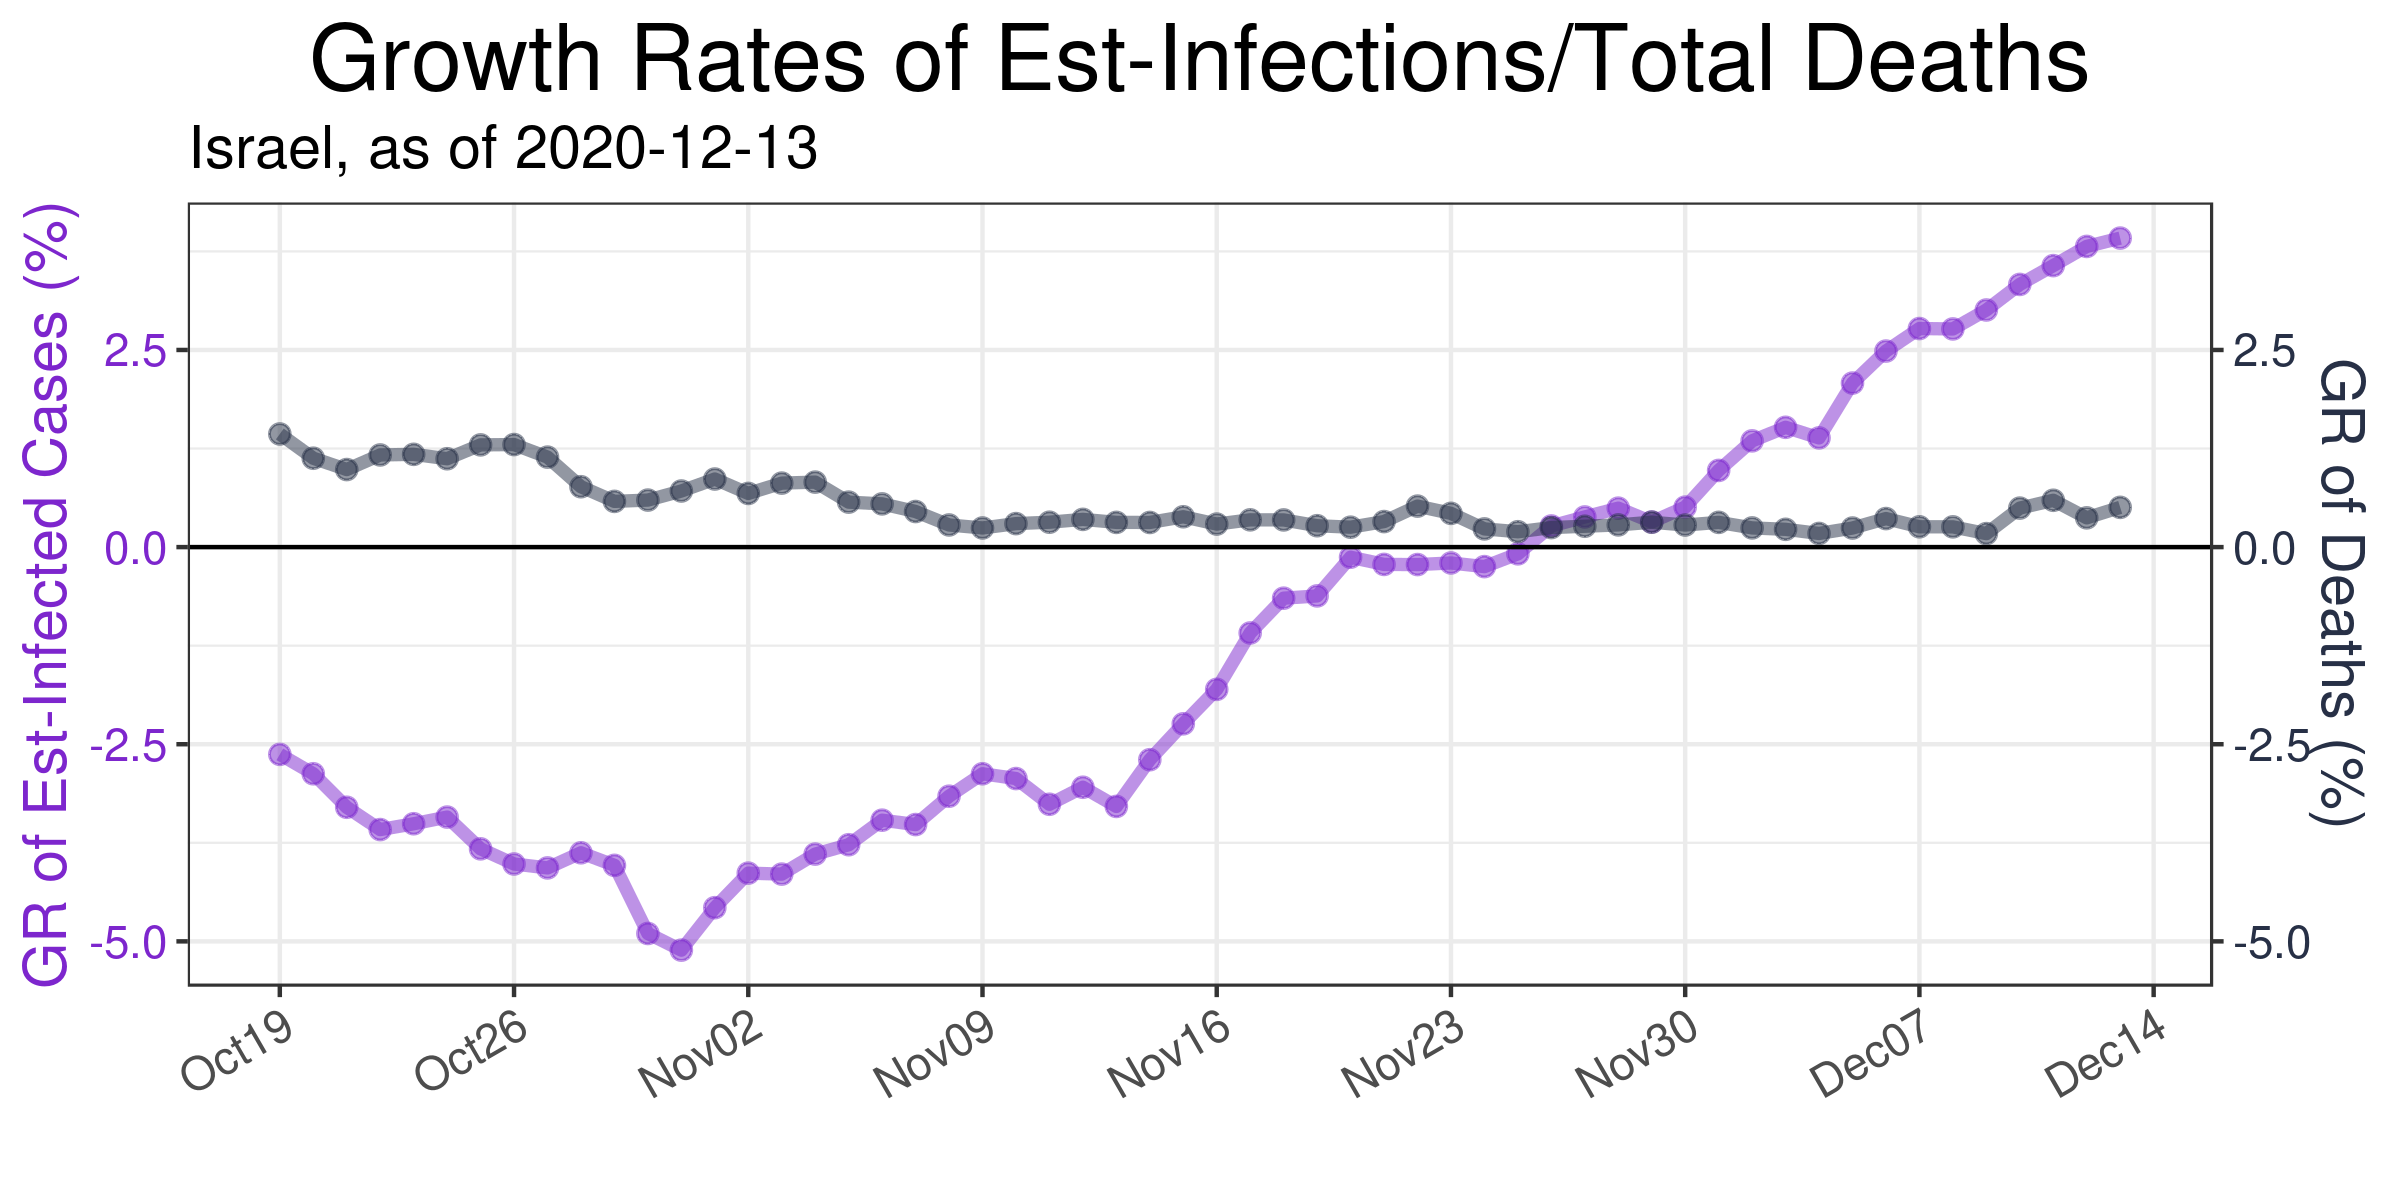 Growth Rates of Est-Infections/Total Deaths
Israel, as of 2020-12-13
GR of Est-Infected Cases (%)
2.5
0.0
-2.5
-5.0
2.5
0.0
-2.5
-5.0
GR of Deaths (%)
Oct19
Oct26
Nov02
Nov09
Nov16
Nov23
Nov30
Dec07
Dec14